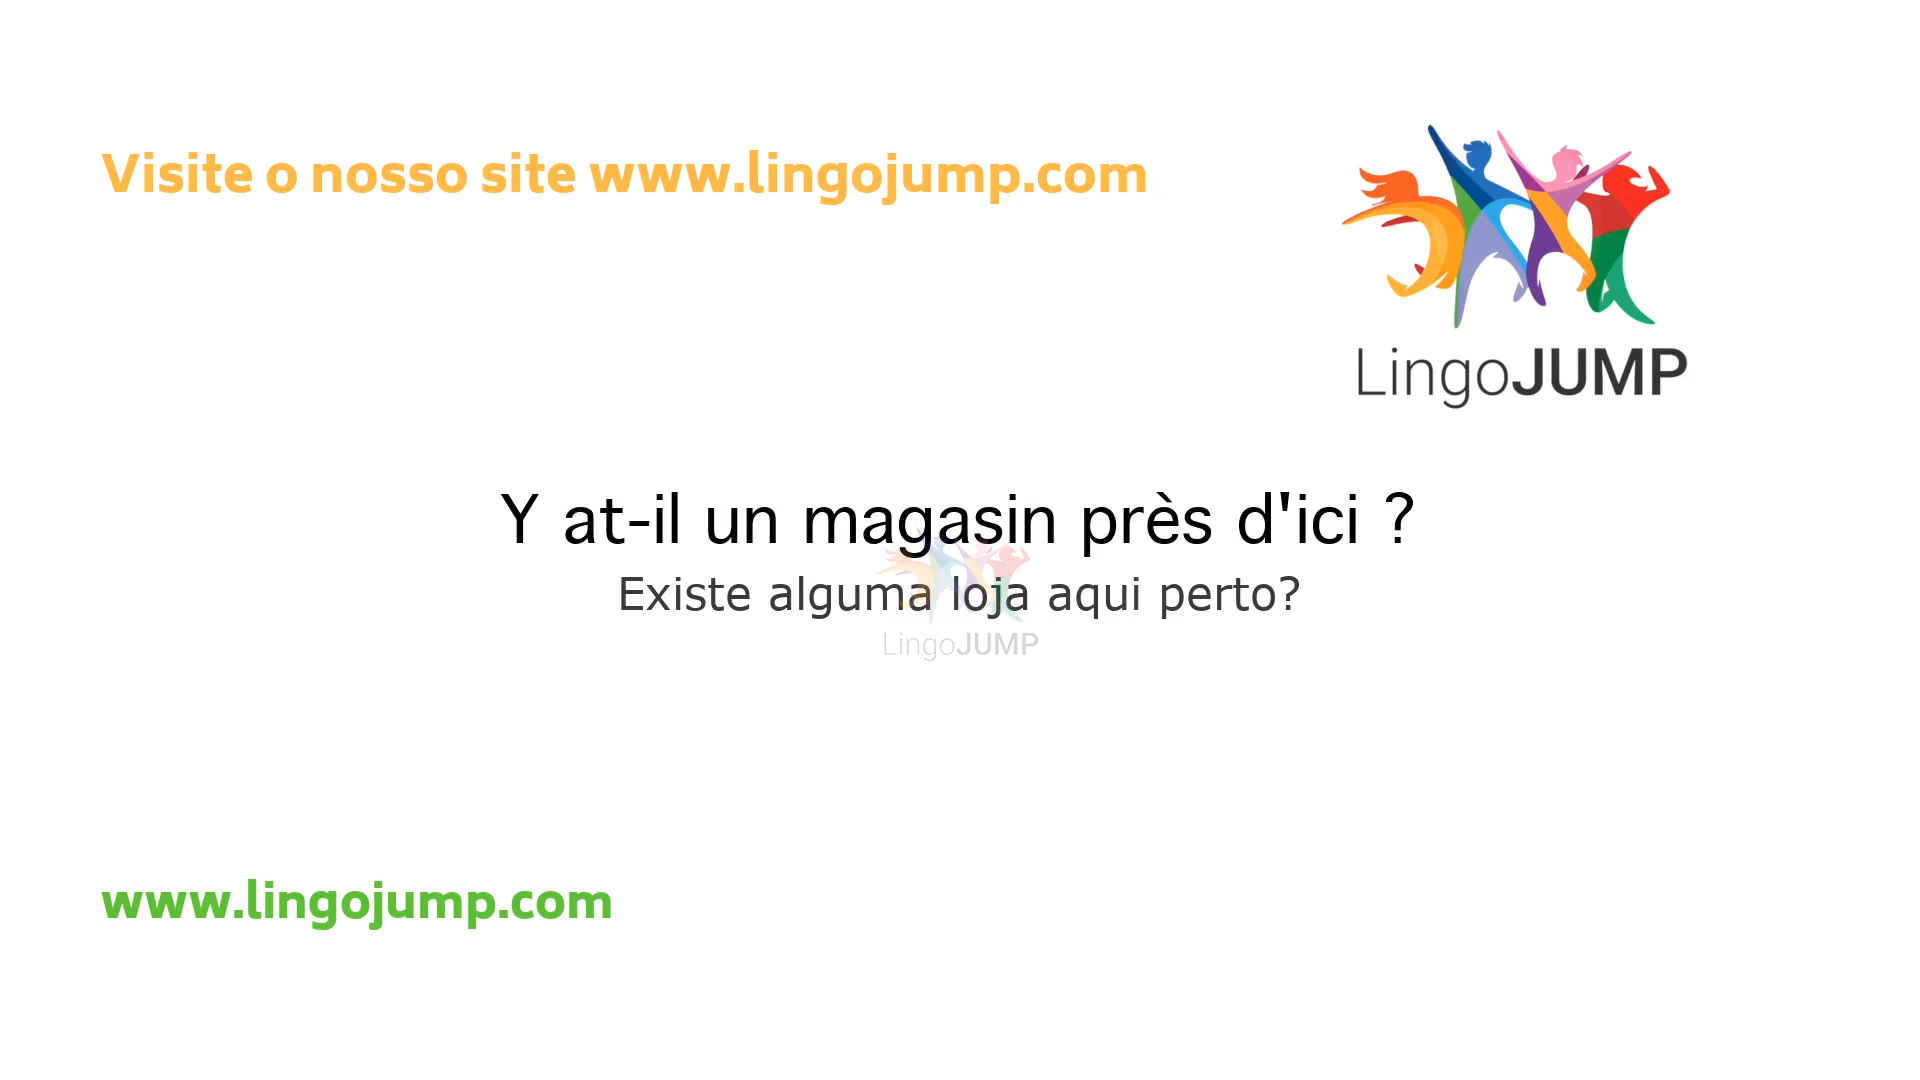 Visite o nosso site www.lingojump.com
LingoJUMP
Y at-il un magasin près d'ici ?
Existe alguma loja aqui perto?
LingoJUMP
www.lingojump.com